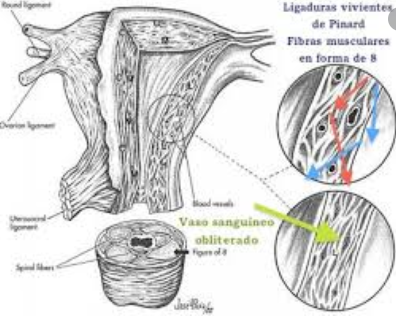 Round ligament
Ovarian ligament
Uterosacral
ligament
Spiral fibers
Blood vessels
Figure of 8
Ligaduras vivientes
de Pinard
Fibras musculares
en forma de 8
Vaso sanguíneo
obliterado